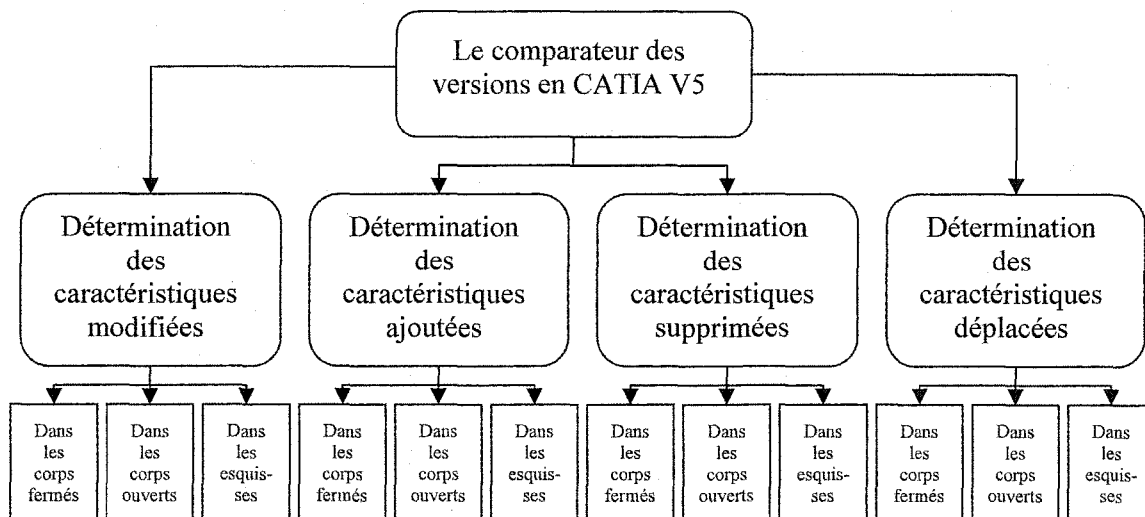 Le comparateur des
versions en CATIA V5
Détermination
des
caractéristiques
modifiées
Détermination
des
caractéristiques
ajoutées
Détermination
des
caractéristiques
supprimées
Détermination
des
caractéristiques
déplacées
Dans
les
corps
fermés
Dans
les
corps
ouverts
Dans
les
esquis-
ses
Dans
les
corps
fermés
Dans
les
corps
ouverts
Dans
les
esquis-
ses
Dans
les
corps
fermés
Dans
les
corps
ouverts
Dans
les
esquis-
ses
Dans
les
corps
fermés
Dans
les
corps
ouverts
Dans
les
esquis-
ses